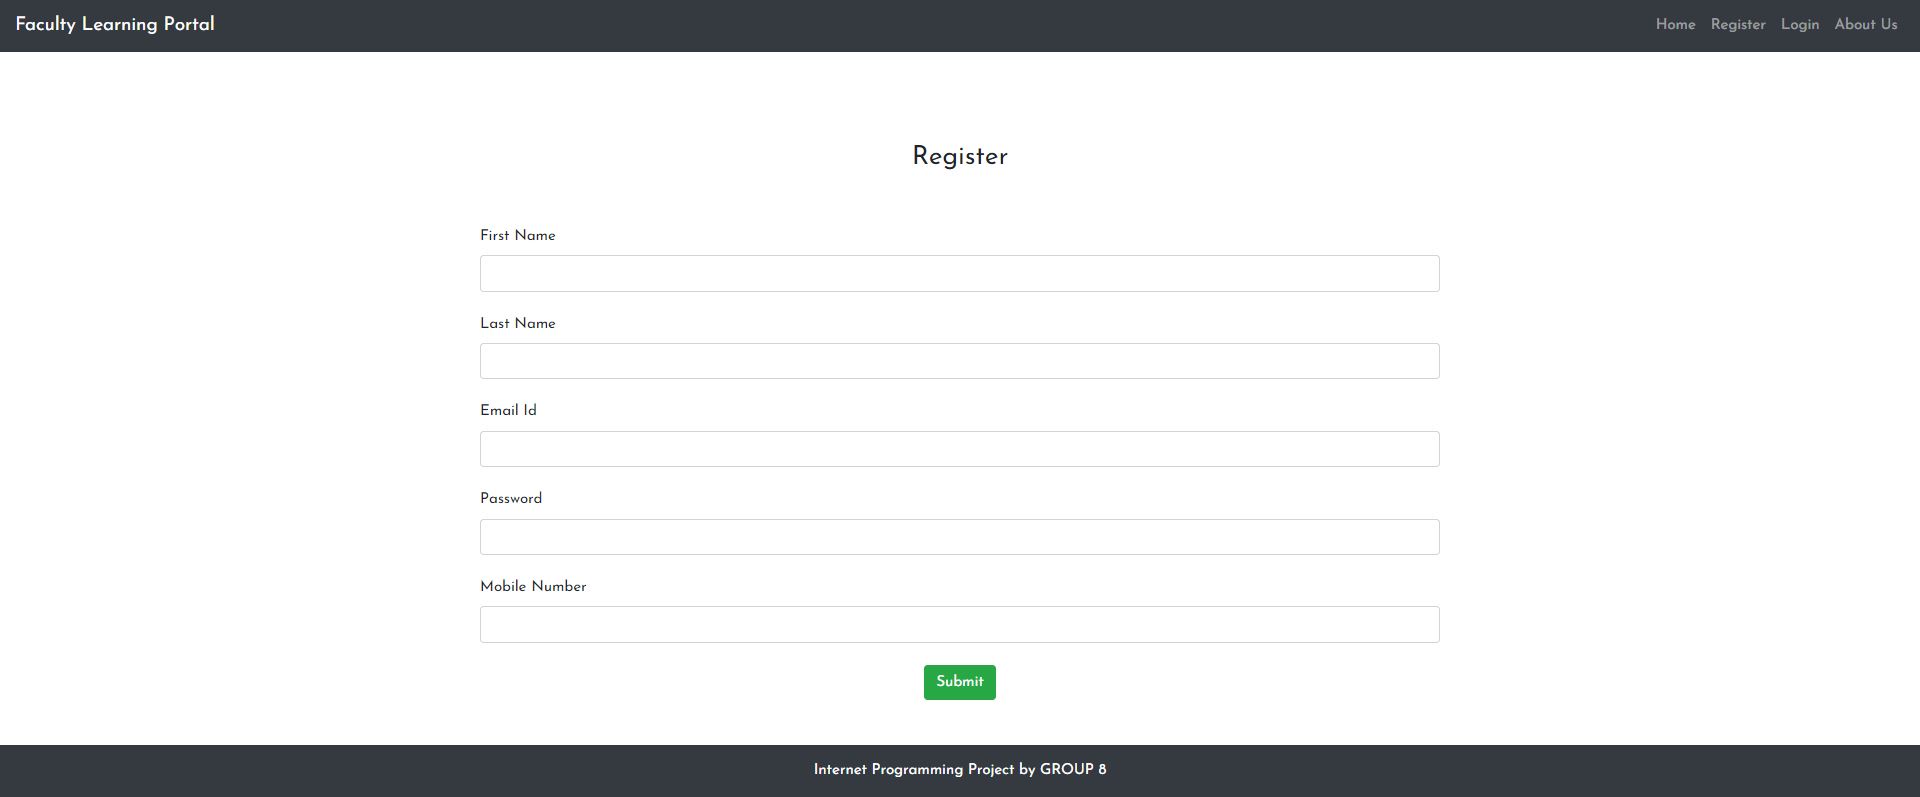 Faculty Learning Portal
Home Register Login About Us
Register
First Name
Last Name
Email Id
Password
Mobile Number
Submit
Internet Programming Project by GROUP 8